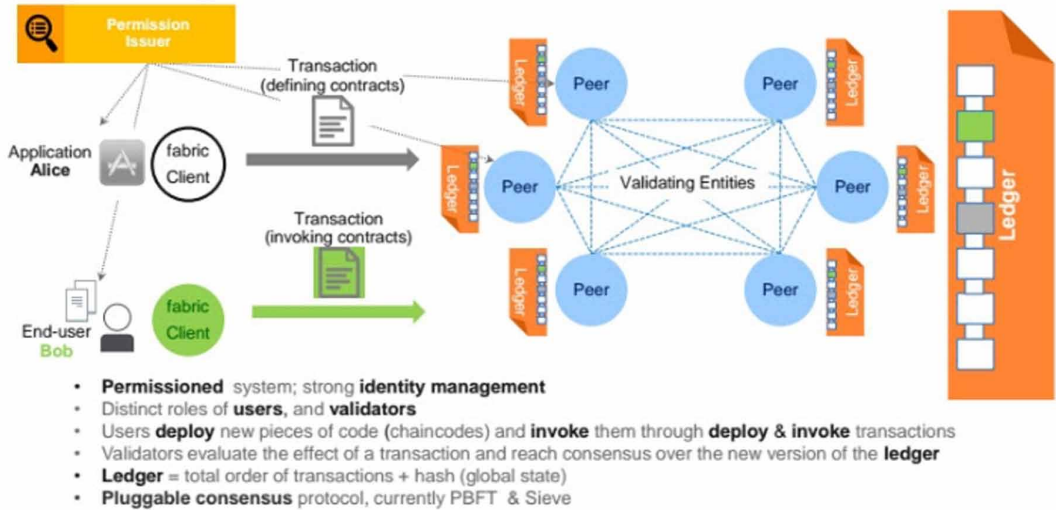 Permission
Issuer
Transaction
(defining contracts)
Application
Alice
fabric
Client
Transaction
(invoking contracts)
End-user
Bob
fabric
Client
Ledger
Peer
Peer
Ledger
Ledger
Peer
Validating Entities
Peer
Ledger
Ledger
Peer
Peer
Ledger
Ledger
• Permissioned system; strong identity management
• Distinct roles of users, and validators
• Users deploy new pieces of code (chaincodes) and invoke them through deploy & invoke transactions
• Validators evaluate the effect of a transaction and reach consensus over the new version of the ledger
• Ledger = total order of transactions + hash (global state)
• Pluggable consensus protocol, currently PBFT & Sieve